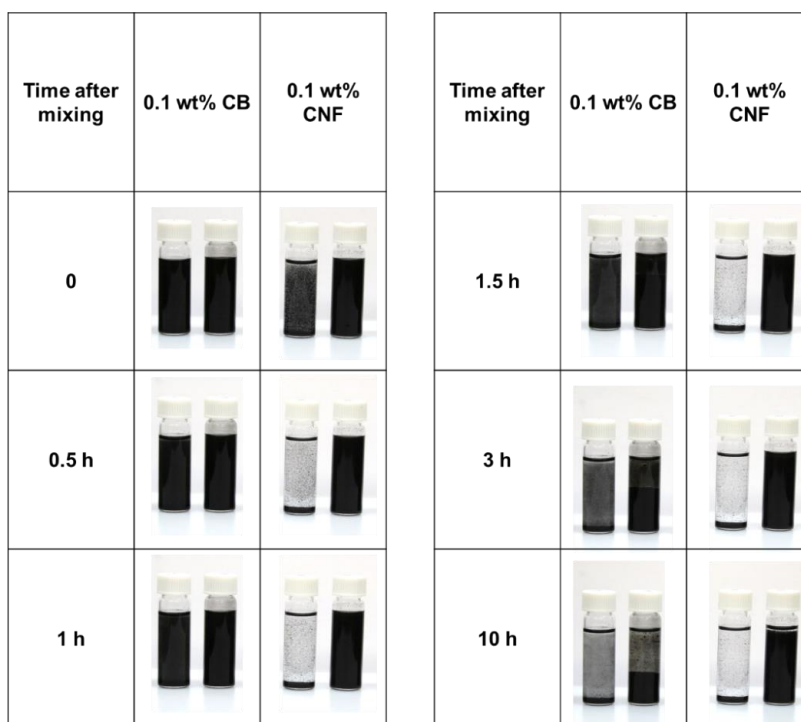 Time after
mixing
0.1 wt% CB
0.1 wt%
CNF
0
0.5 h
1 h
Time after
mixing
0.1 wt% CB
0.1 wt%
CNF
1.5 h
3 h
10 h